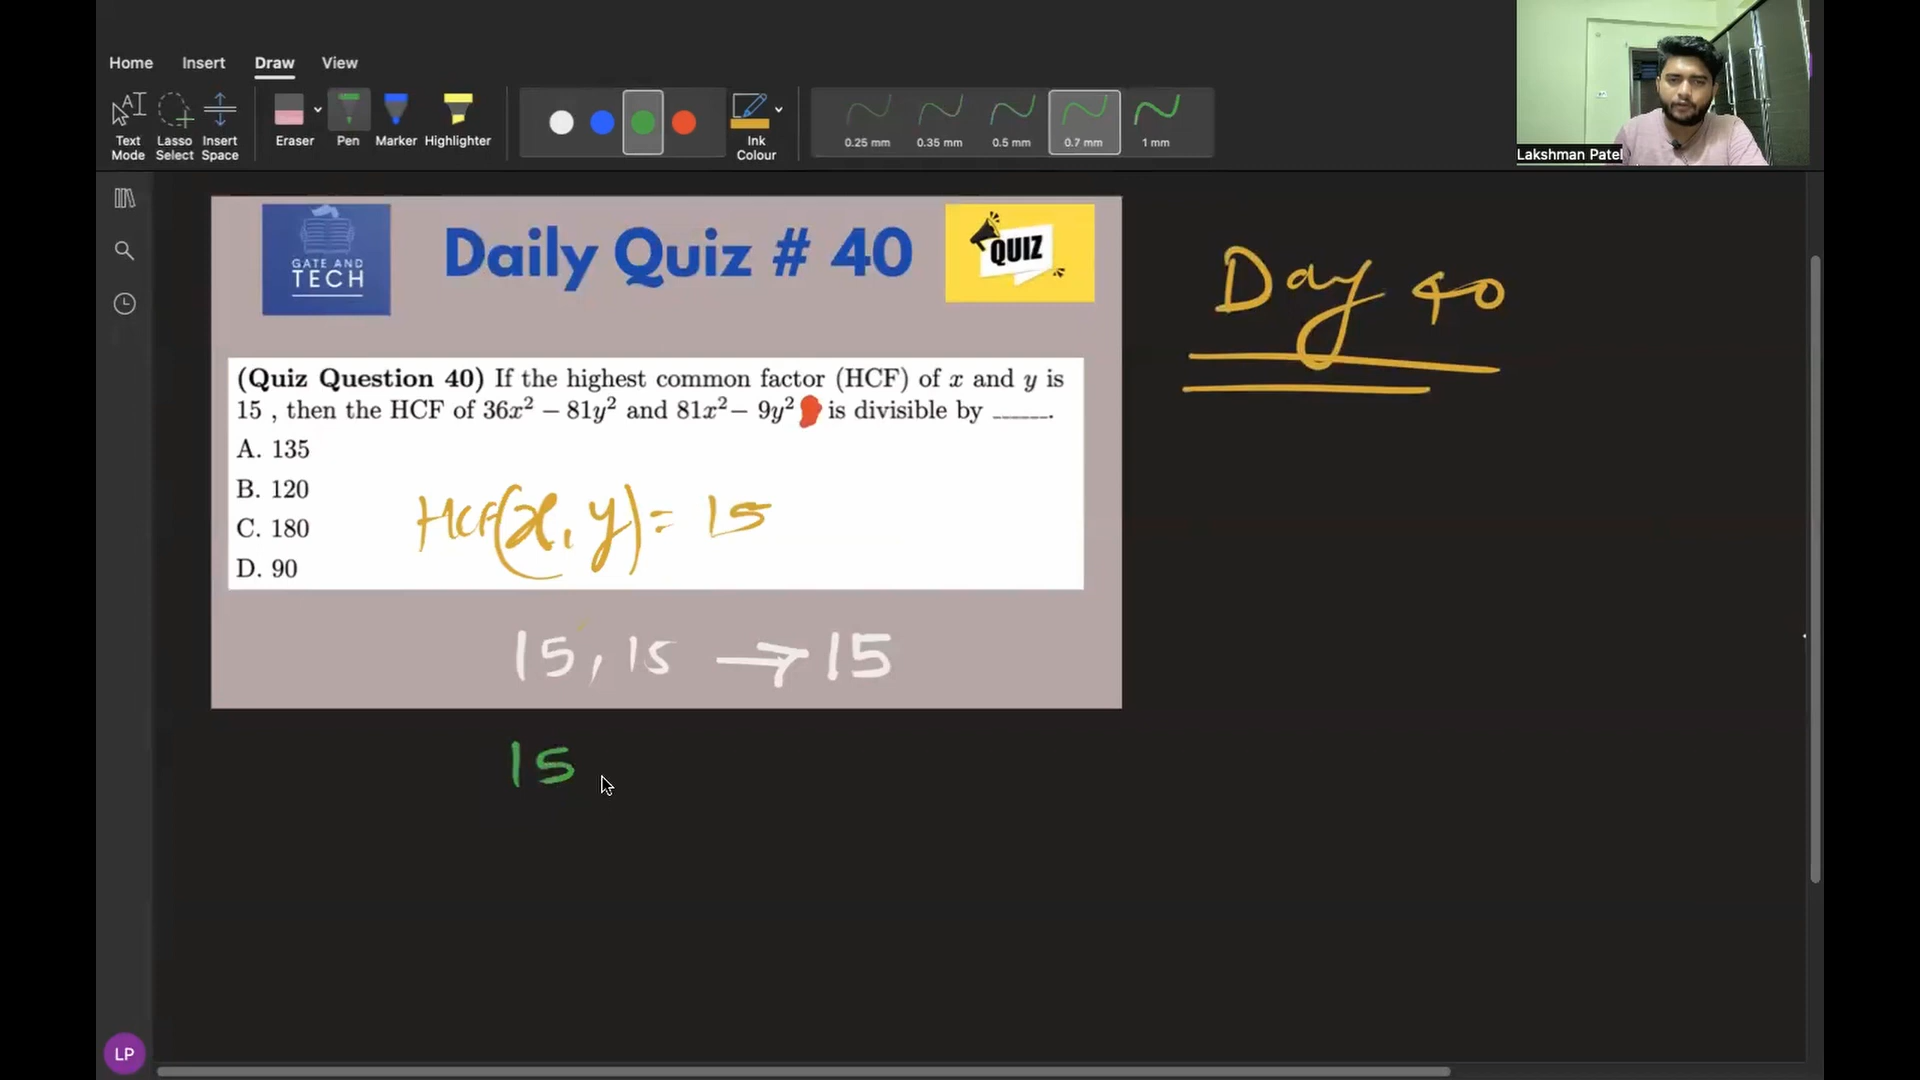 Home Insert Draw View
Text Mode Lasso Select Insert Space Eraser Pen Marker Highlighter Ink Colour 0.25 mm 0.35 mm 0.5 mm 0.7 mm 1 mm
Lakshman Patel
GATE AND
TECH
Daily Quiz # 40
QUIZ
Day 40
(Quiz Question 40) If the highest common factor (HCF) of x and y is
15 , then the HCF of 36x² − 81y² and 81x²− 9y² is divisible by ______.
A. 135
B. 120
C. 180
D. 90
HCF(x, y) = 15
15, 15 → 15
15
LP